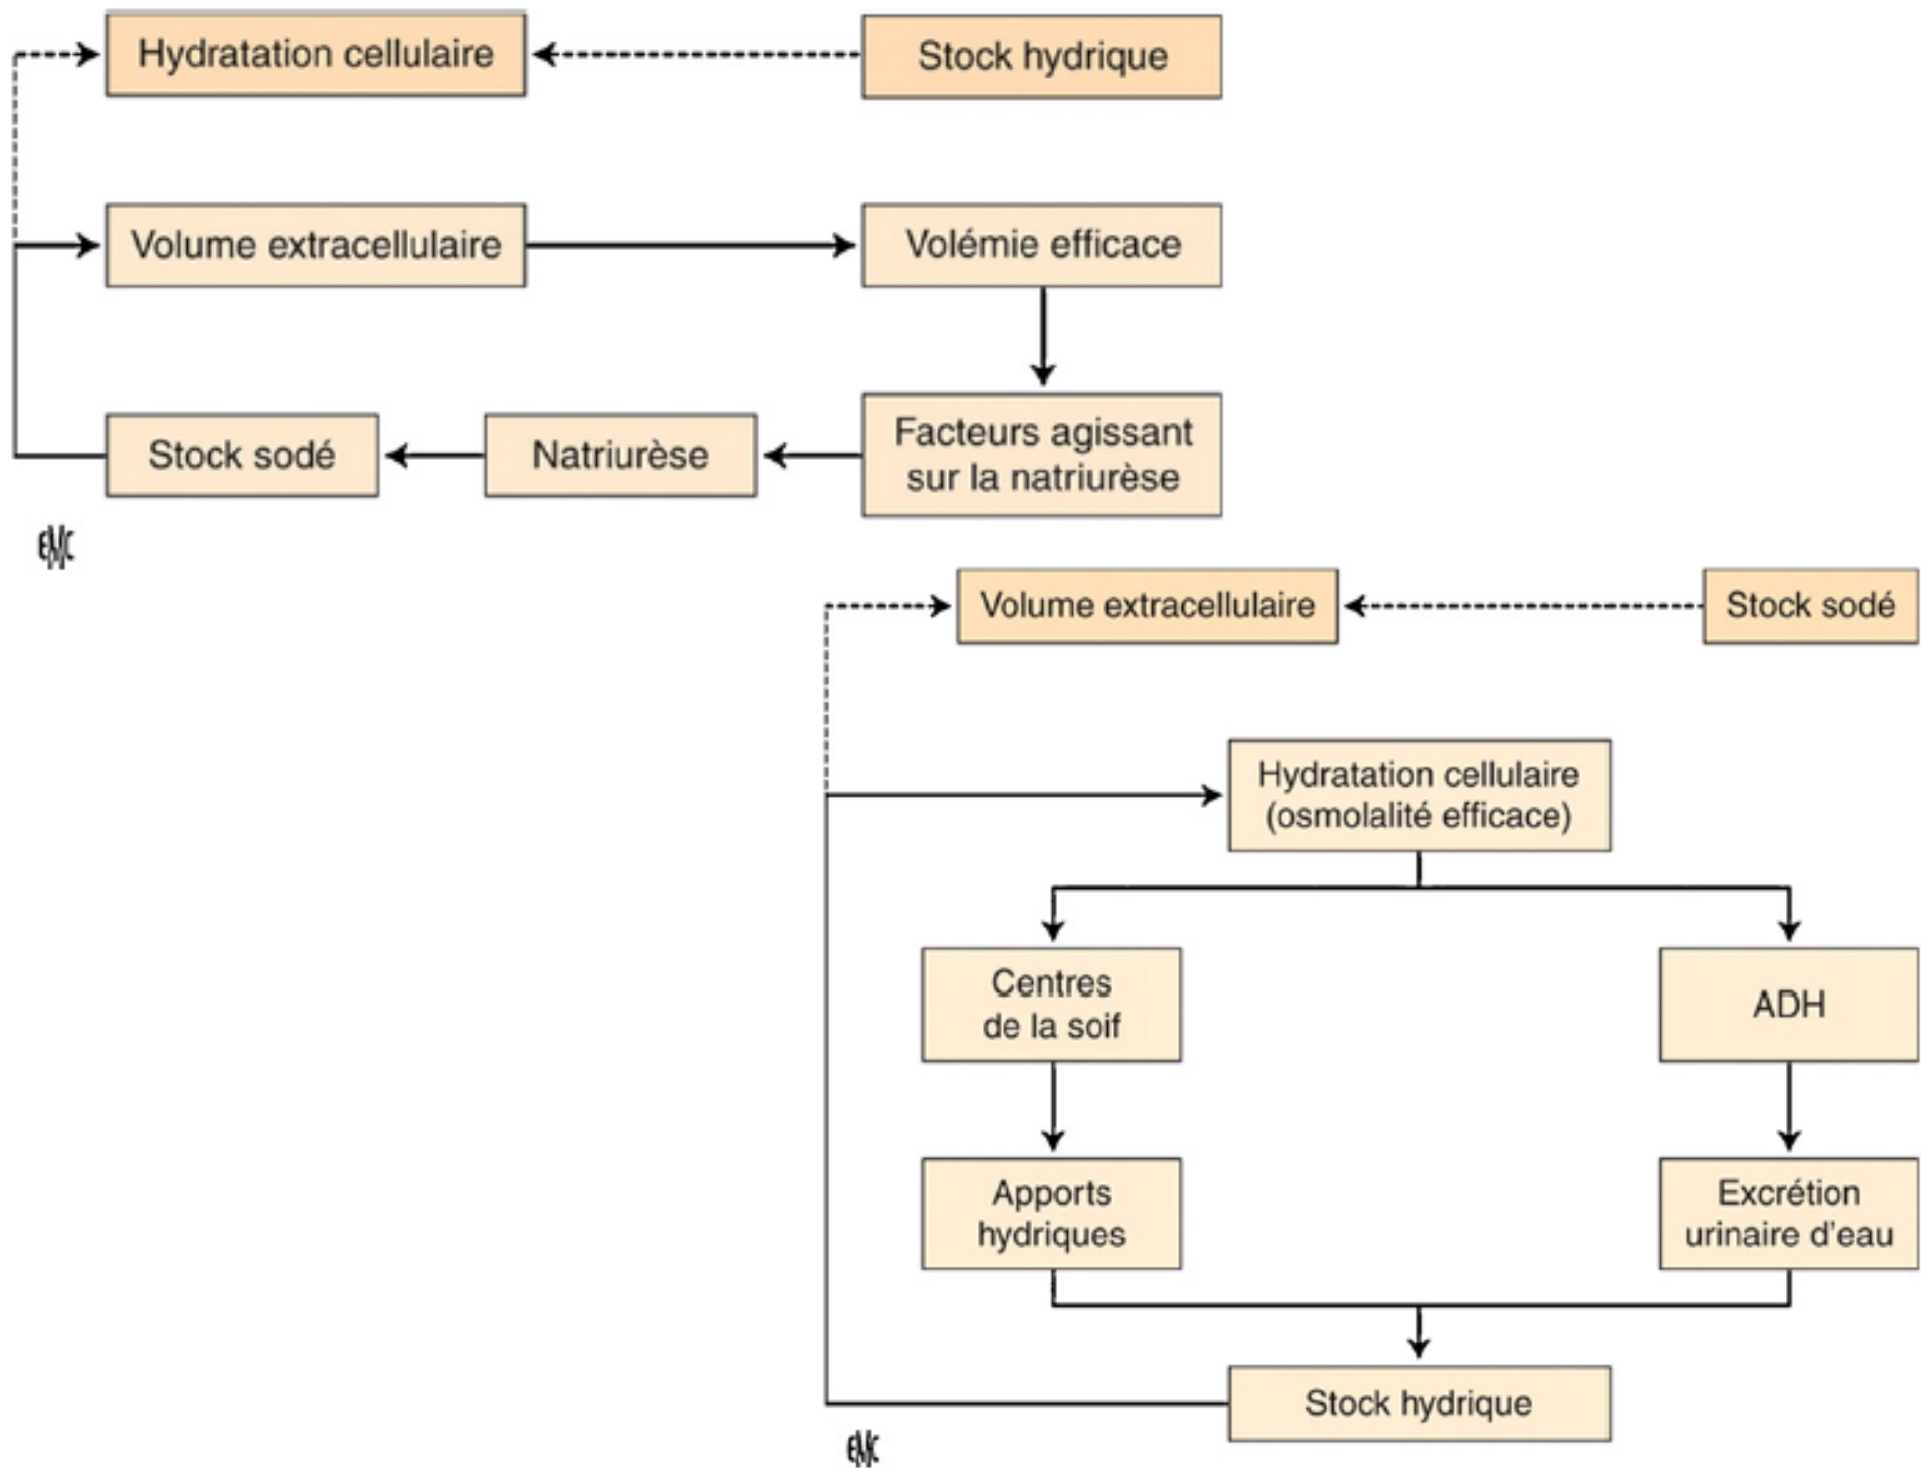 Hydratation cellulaire
Stock hydrique
Volume extracellulaire
Volémie efficace
Stock sodé
Natriurèse
Facteurs agissant
sur la natriurèse
EMC
Volume extracellulaire
Stock sodé
Hydratation cellulaire
(osmolalité efficace)
Centres
de la soif
ADH
Apports
hydriques
Excrétion
urinaire d'eau
Stock hydrique
EMC